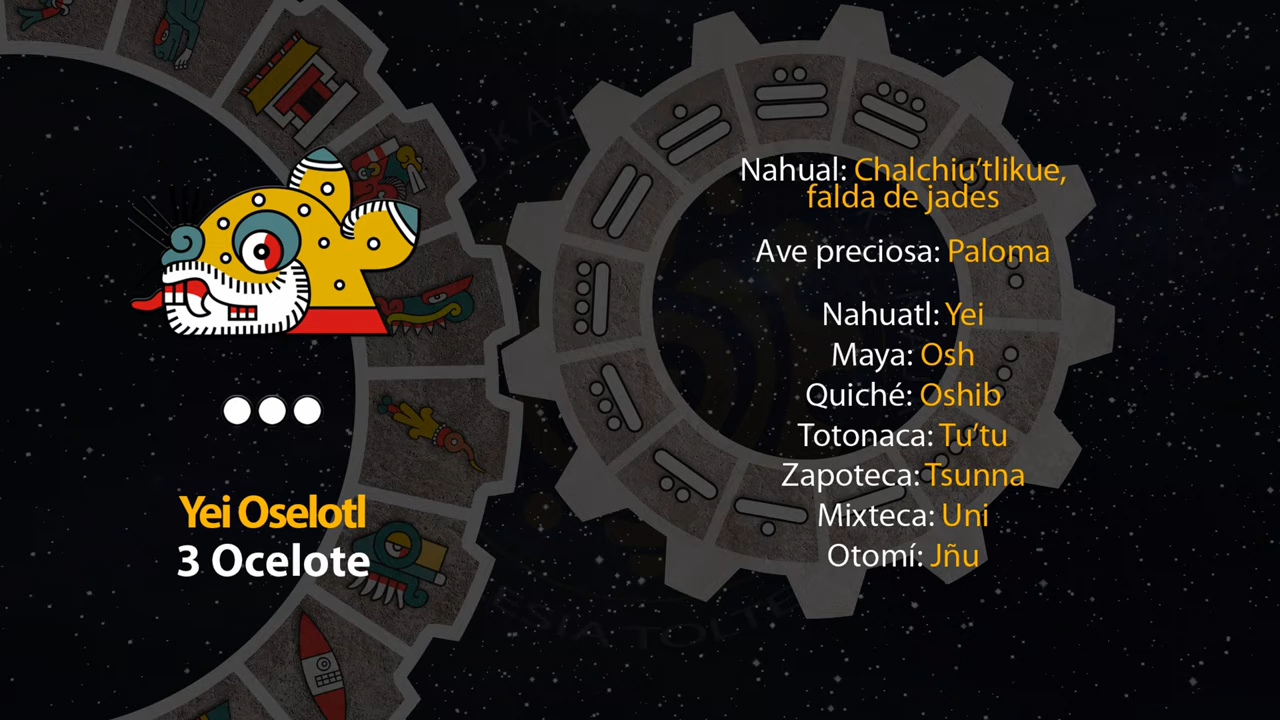 Yei Oselotl
3 Ocelote
Nahual: Chalchiu'tlikue,
falda de jades
Ave preciosa: Paloma
Nahuatl: Yei
Maya: Osh
Quiché: Oshib
Totonaca: Tu'tu
Zapoteca: Tsunna
Mixteca: Uni
Otomí: Jñu